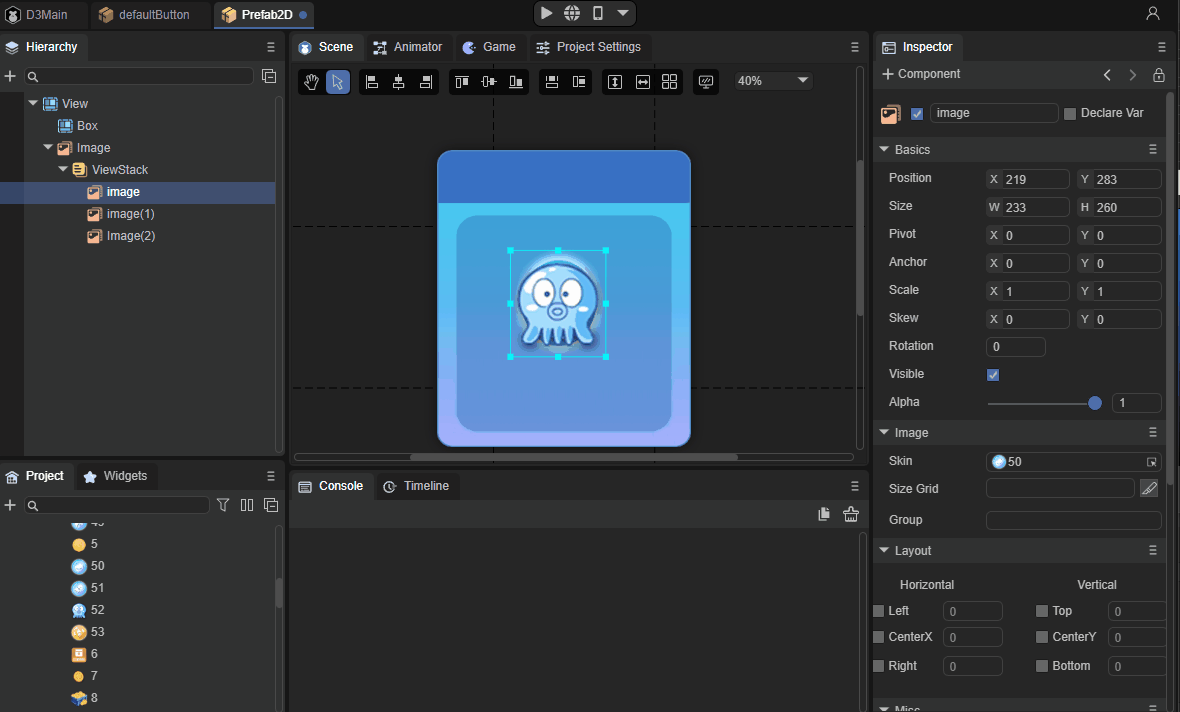 D3Main defaultButton Prefab2D
Hierarchy
View
Box
Image
ViewStack
image
image(1)
Image(2)
Scene Animator Game Project Settings
40%
Project Widgets
5
50
51
52
53
6
7
8
Console Timeline
Inspector
Component
image Declare Var
Basics
Position X 219 Y 283
Size W 233 H 260
Pivot X 0 Y 0
Anchor X 0 Y 0
Scale X 1 Y 1
Skew X 0 Y 0
Rotation 0
Visible
Alpha 1
Image
Skin 50
Size Grid
Group
Layout
Horizontal Vertical
Left 0 Top 0
CenterX 0 CenterY 0
Right 0 Bottom 0